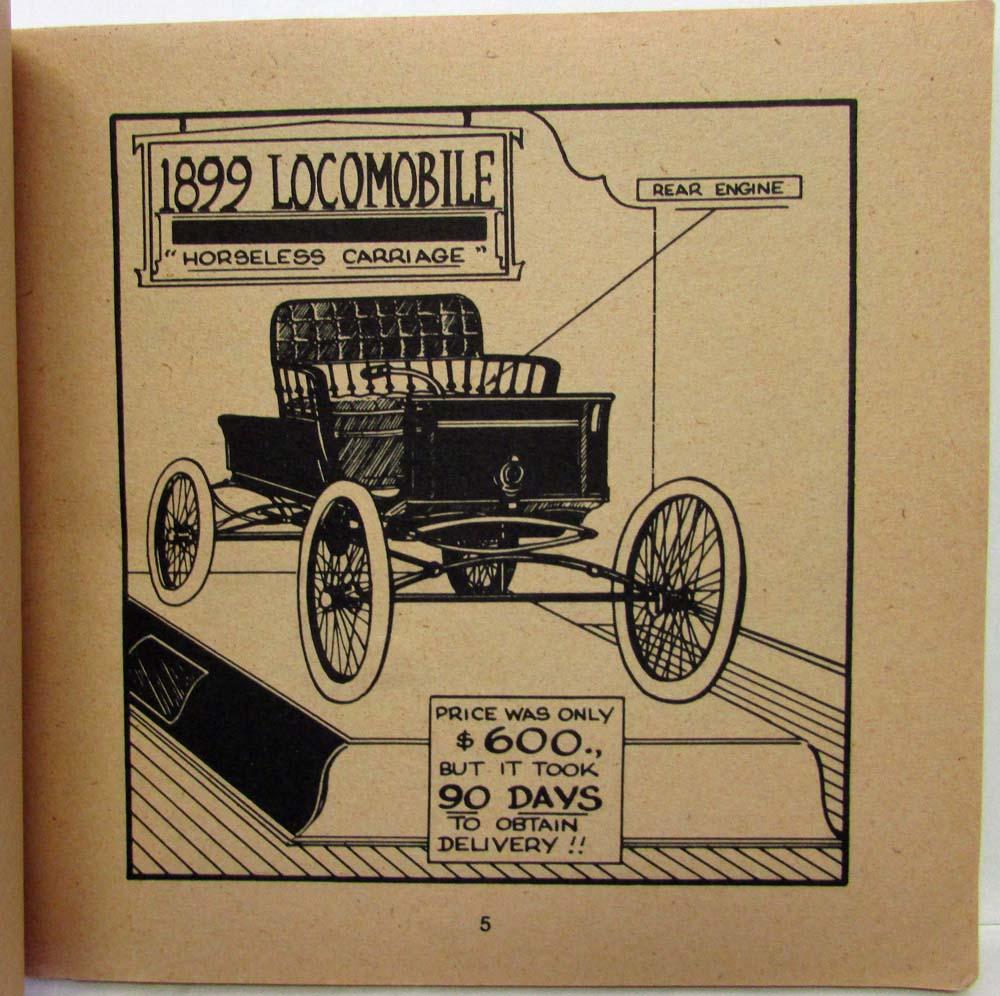 1899 LOCOMOBILE
"HORSELESS CARRIAGE"
REAR ENGINE
PRICE WAS ONLY
$600.,
BUT IT TOOK
90 DAYS
TO OBTAIN
DELIVERY!!
5